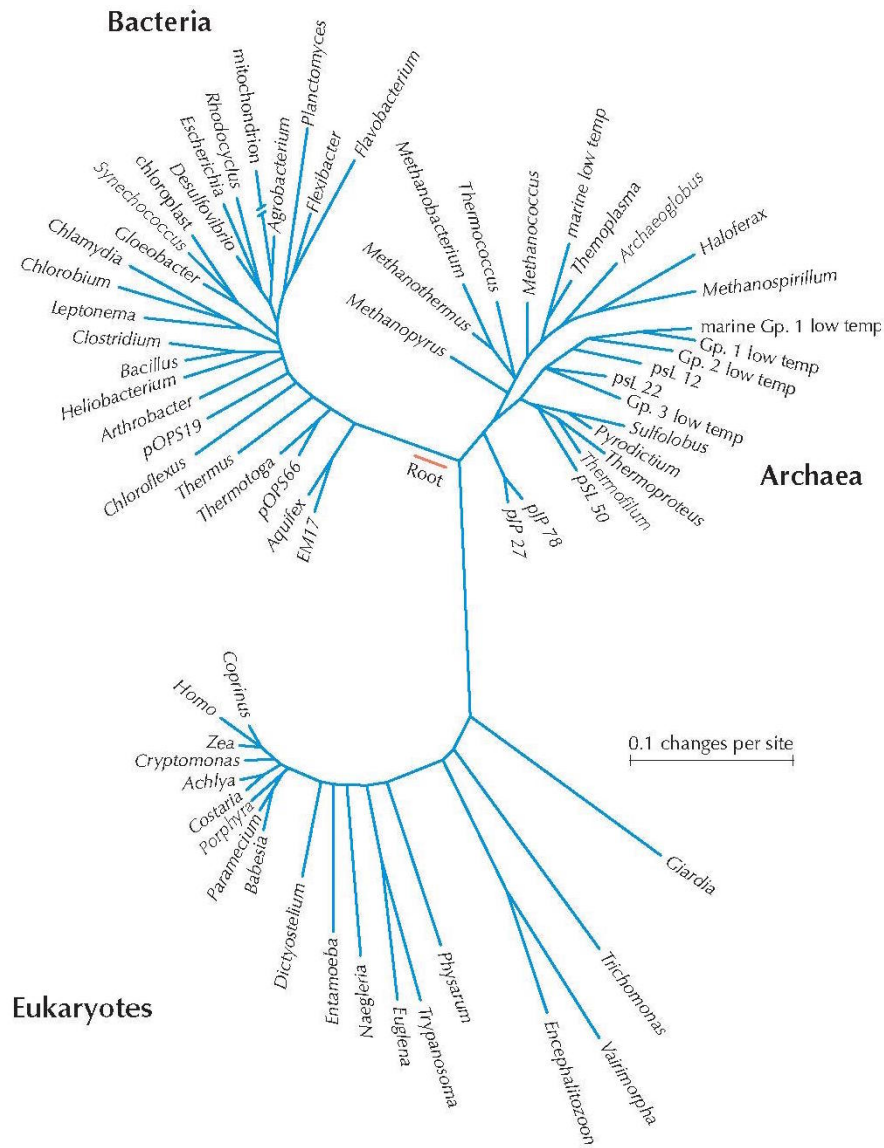 Bacteria
Planctomyces
mitochondrion
Rhodocyclus
Escherichia
Desulfovibrio
Agrobacterium
Flexibacter
Flavobacterium
chloroplast
Synechococcus
Gloeobacter
Chlamydia
Chlorobium
Leptonema
Clostridium
Bacillus
Heliobacterium
Arthrobacter
pOPS19
Chloroflexus
Thermus
Thermotoga
pOPS66
Aquifex
EM17
Root
Methanopyrus
Methanothermus
Methanobacterium
Thermococcus
Methanococcus
marine low temp
Themoplasma
Archaeoglobus
Haloferax
Methanospirillum
marine Gp. 1 low temp
Gp. 1 low temp
Gp. 2 low temp
psL 12
psL 22
Gp. 3 low temp
Sulfolobus
Pyrodictium
Thermoproteus
Thermofilum
pSL 50
pJP 78
pJP 27
Archaea
Coprinus
Homo
Zea
Cryptomonas
Achlya
Costaria
Porphyra
Paramecium
Babesia
Dictyostelium
Entamoeba
Naegleria
Euglena
Trypanosoma
Physarum
Encephalitozoon
Vairimorpha
Trichomonas
Giardia
0.1 changes per site
Eukaryotes